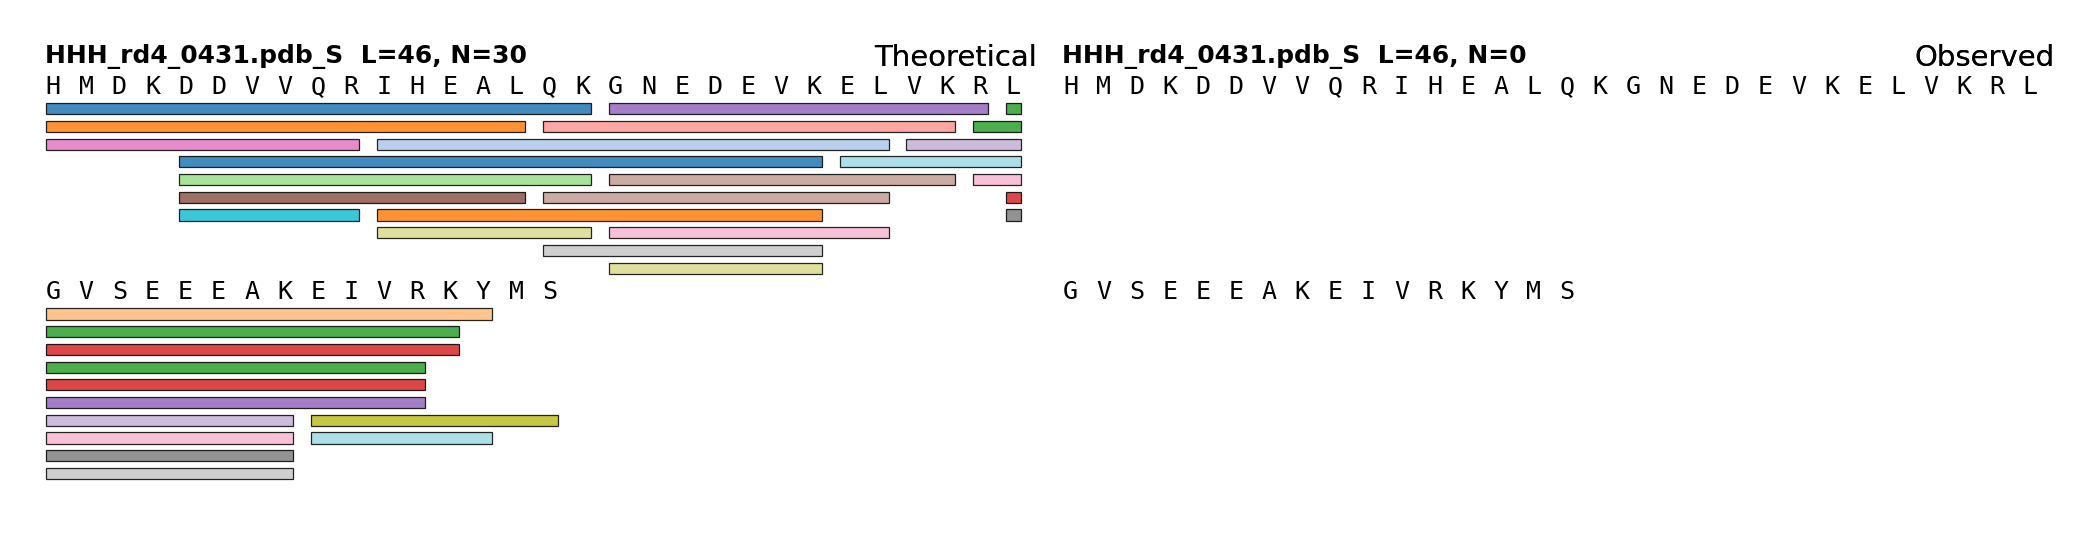 HHH_rd4_0431.pdb_S L=46, N=30 Theoretical
H M D K D D V V Q R I H E A L Q K G N E D E V K E L V K R L
G V S E E E A K E I V R K Y M S
HHH_rd4_0431.pdb_S L=46, N=0 Observed
H M D K D D V V Q R I H E A L Q K G N E D E V K E L V K R L
G V S E E E A K E I V R K Y M S